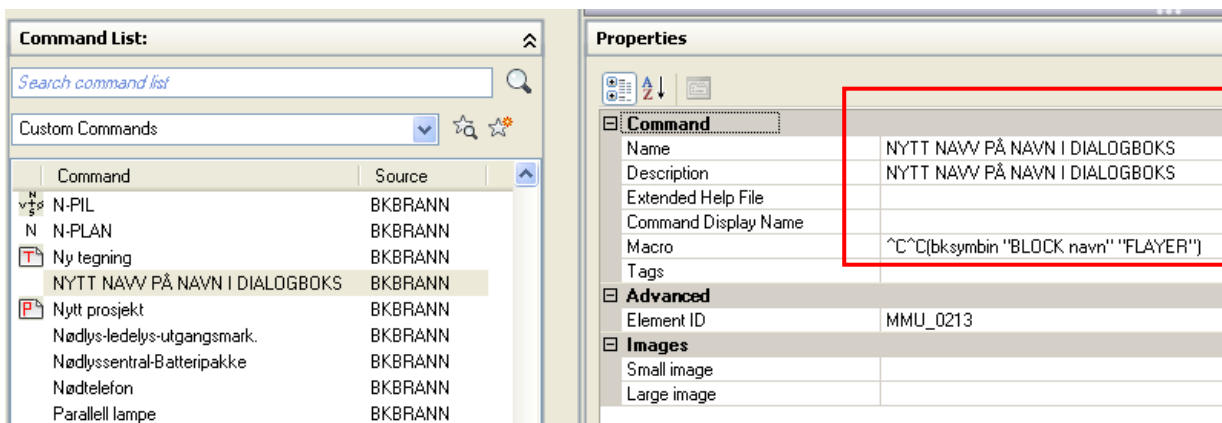 Command List:
Search command list
Custom Commands
Command Source
N-PIL BKBRANN
N N-PLAN BKBRANN
Ny tegning BKBRANN
NYTT NAVV PÅ NAVN I DIALOGBOKS BKBRANN
Nytt prosjekt BKBRANN
Nødlys-ledelys-utgangsmark. BKBRANN
Nødlyssentral-Batteripakke BKBRANN
Nødtelefon BKBRANN
Parallell lampe BKBRANN
Properties
Command
Name NYTT NAVV PÅ NAVN I DIALOGBOKS
Description NYTT NAVV PÅ NAVN I DIALOGBOKS
Extended Help File
Command Display Name
Macro ^C^C(bksymbin "BLOCK navn" "FLAYER")
Tags
Advanced
Element ID MMU_0213
Images
Small image
Large image